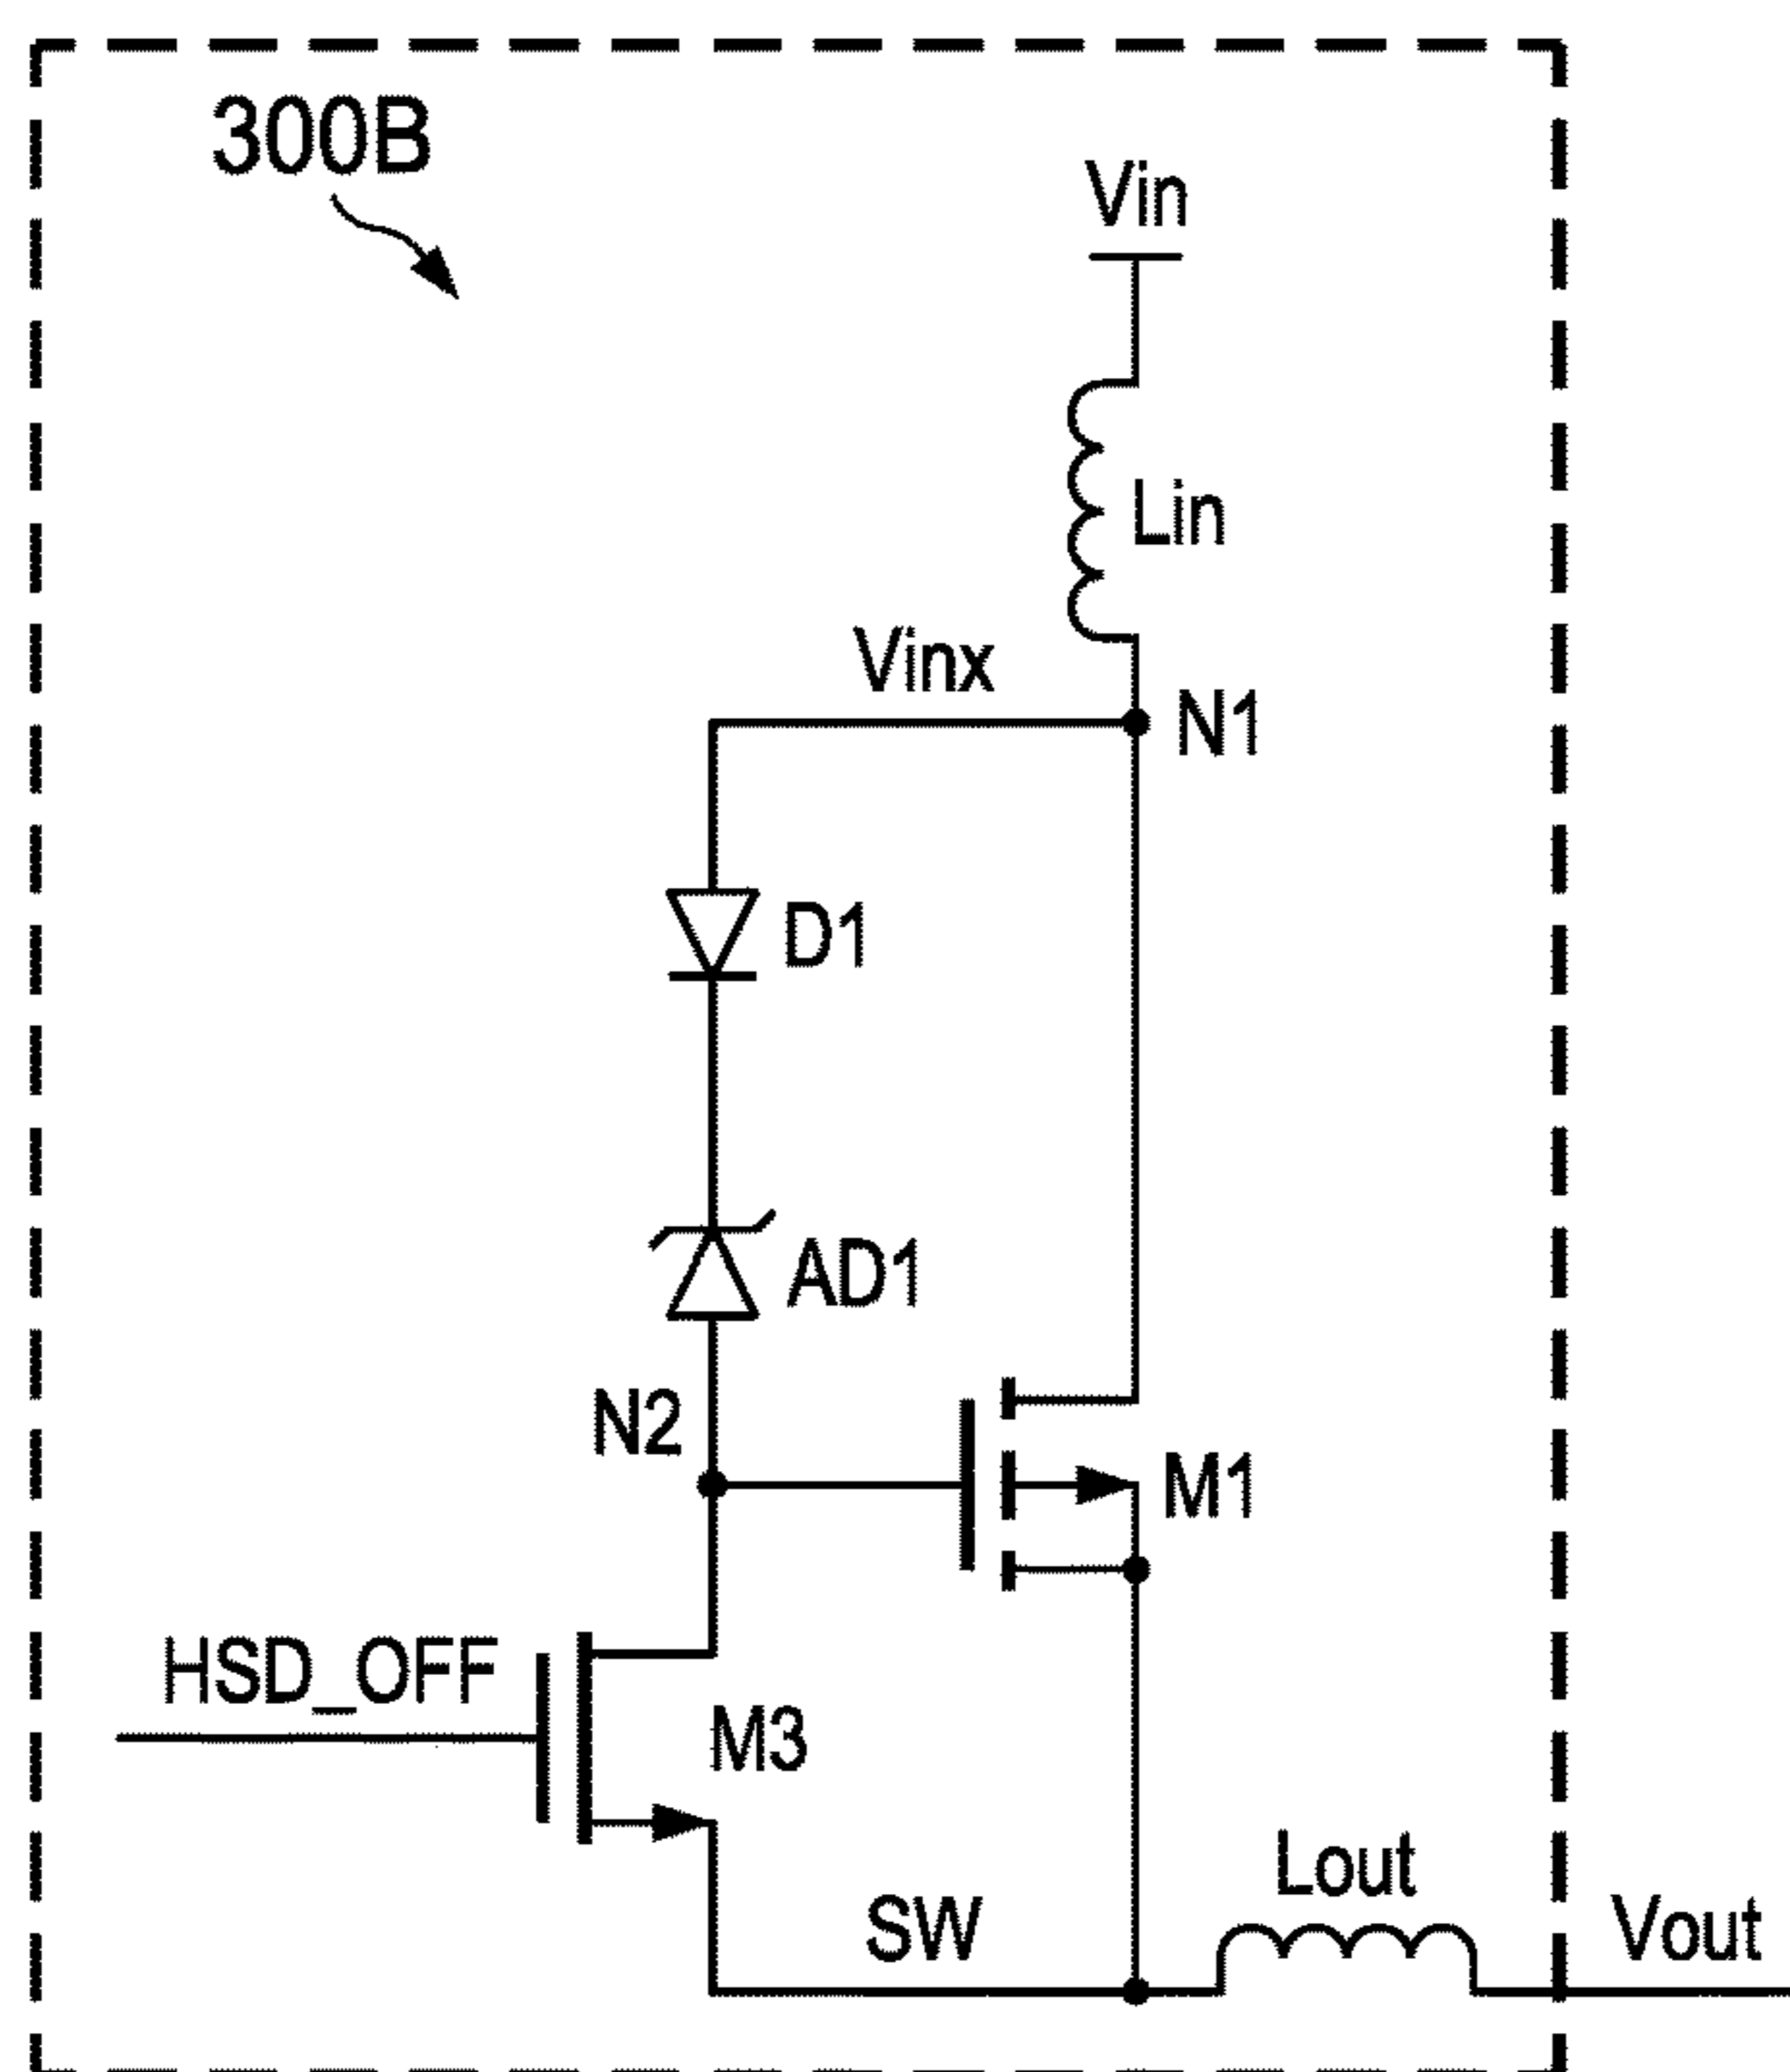 300B
Vin
Lin
Vinx
N1
D1
AD1
N2
M1
HSD_OFF
M3
Lout
SW
Vout